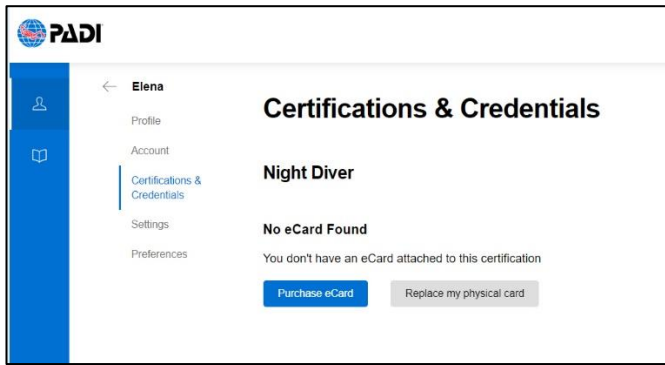 PADI
Elena
Profile
Account
Certifications &
Credentials
Settings
Preferences
Certifications & Credentials
Night Diver
No eCard Found
You don't have an eCard attached to this certification
Purchase eCard
Replace my physical card